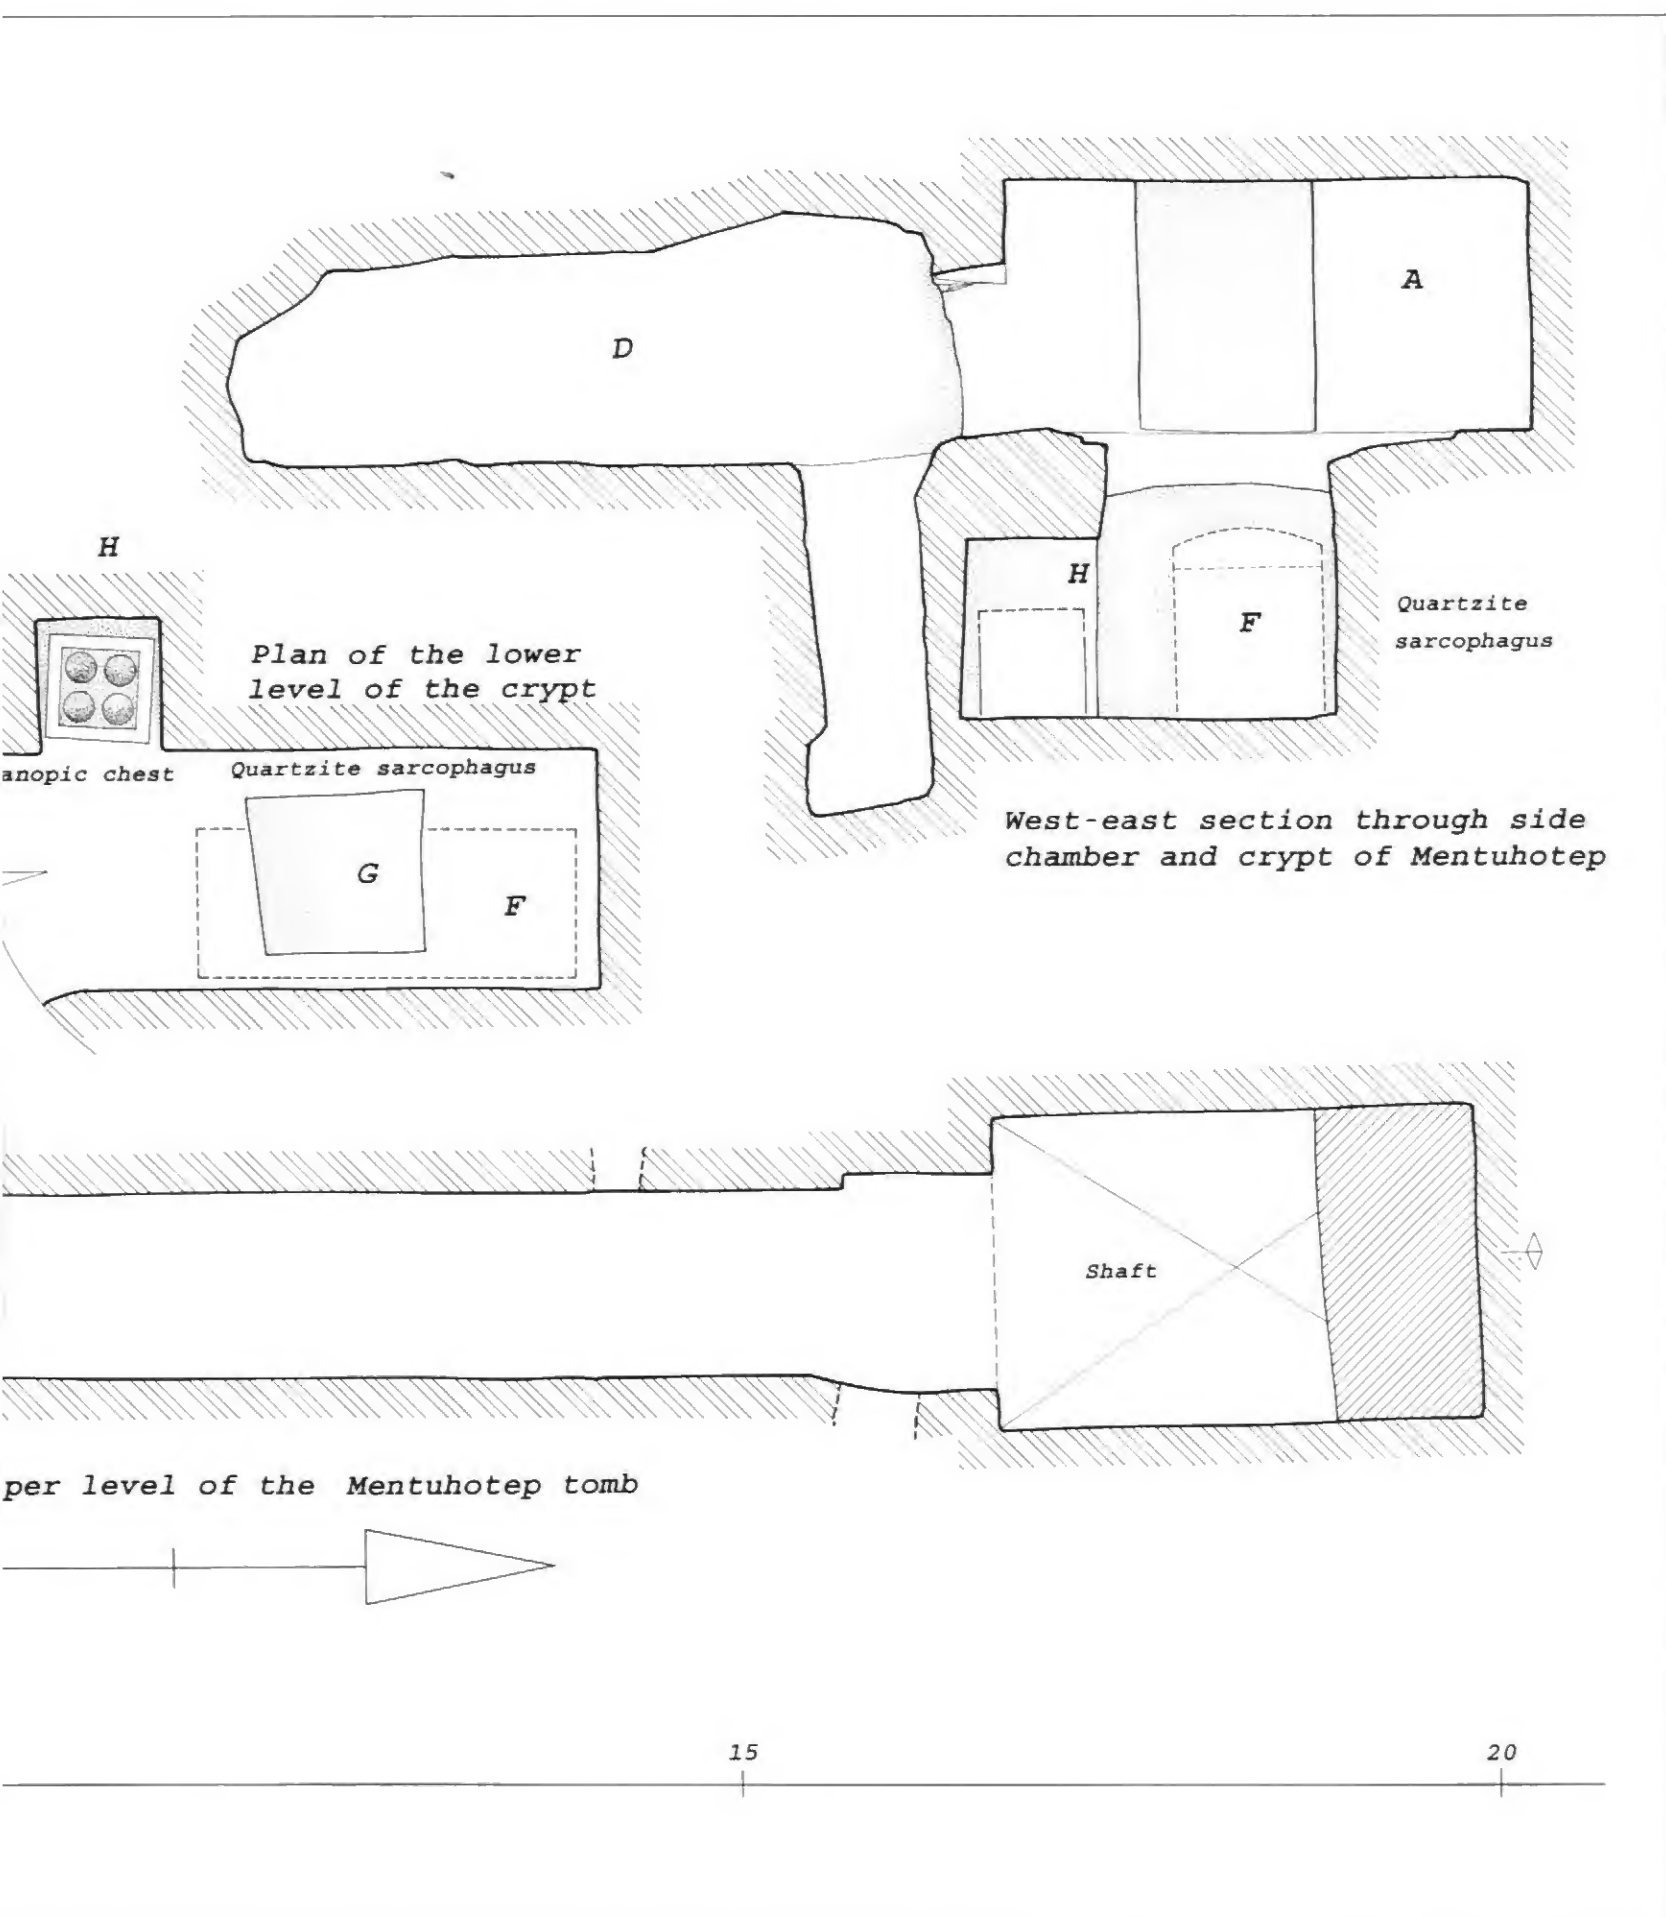 A
D
H
H
Quartzite
sarcophagus
F
Plan of the lower
level of the crypt
anopic chest
Quartzite sarcophagus
G
F
West-east section through side
chamber and crypt of Mentuhotep
Shaft
per level of the Mentuhotep tomb
15
20